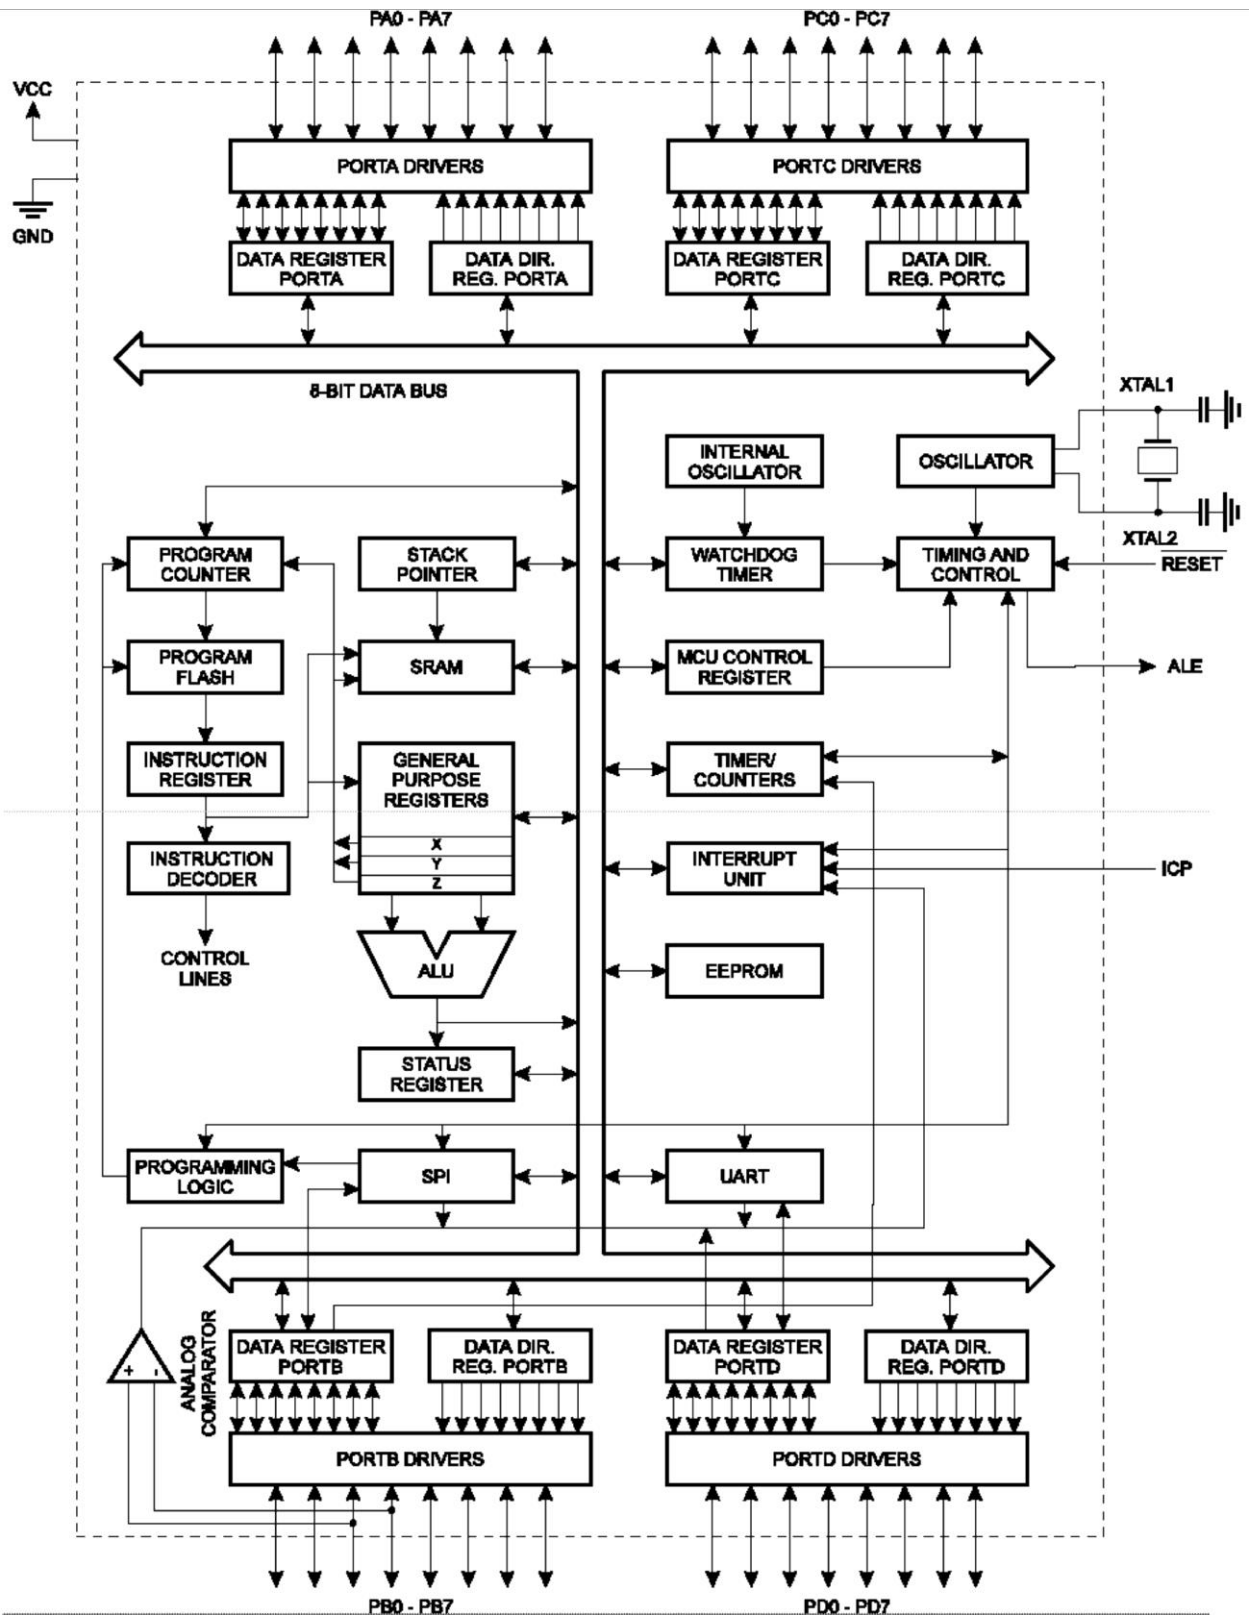 PA0 - PA7
PC0 - PC7
VCC
GND
PORTA DRIVERS
PORTC DRIVERS
DATA REGISTER
PORTA
DATA DIR.
REG. PORTA
DATA REGISTER
PORTC
DATA DIR.
REG. PORTC
8-BIT DATA BUS
XTAL1
INTERNAL
OSCILLATOR
OSCILLATOR
XTAL2
PROGRAM
COUNTER
STACK
POINTER
WATCHDOG
TIMER
TIMING AND
CONTROL
RESET
PROGRAM
FLASH
SRAM
MCU CONTROL
REGISTER
ALE
INSTRUCTION
REGISTER
GENERAL
PURPOSE
REGISTERS
X
Y
Z
TIMER/
COUNTERS
INSTRUCTION
DECODER
INTERRUPT
UNIT
ICP
CONTROL
LINES
ALU
EEPROM
STATUS
REGISTER
PROGRAMMING
LOGIC
SPI
UART
+
-
ANALOG
COMPARATOR
DATA REGISTER
PORTB
DATA DIR.
REG. PORTB
DATA REGISTER
PORTD
DATA DIR.
REG. PORTD
PORTB DRIVERS
PORTD DRIVERS
PB0 - PB7
PD0 - PD7